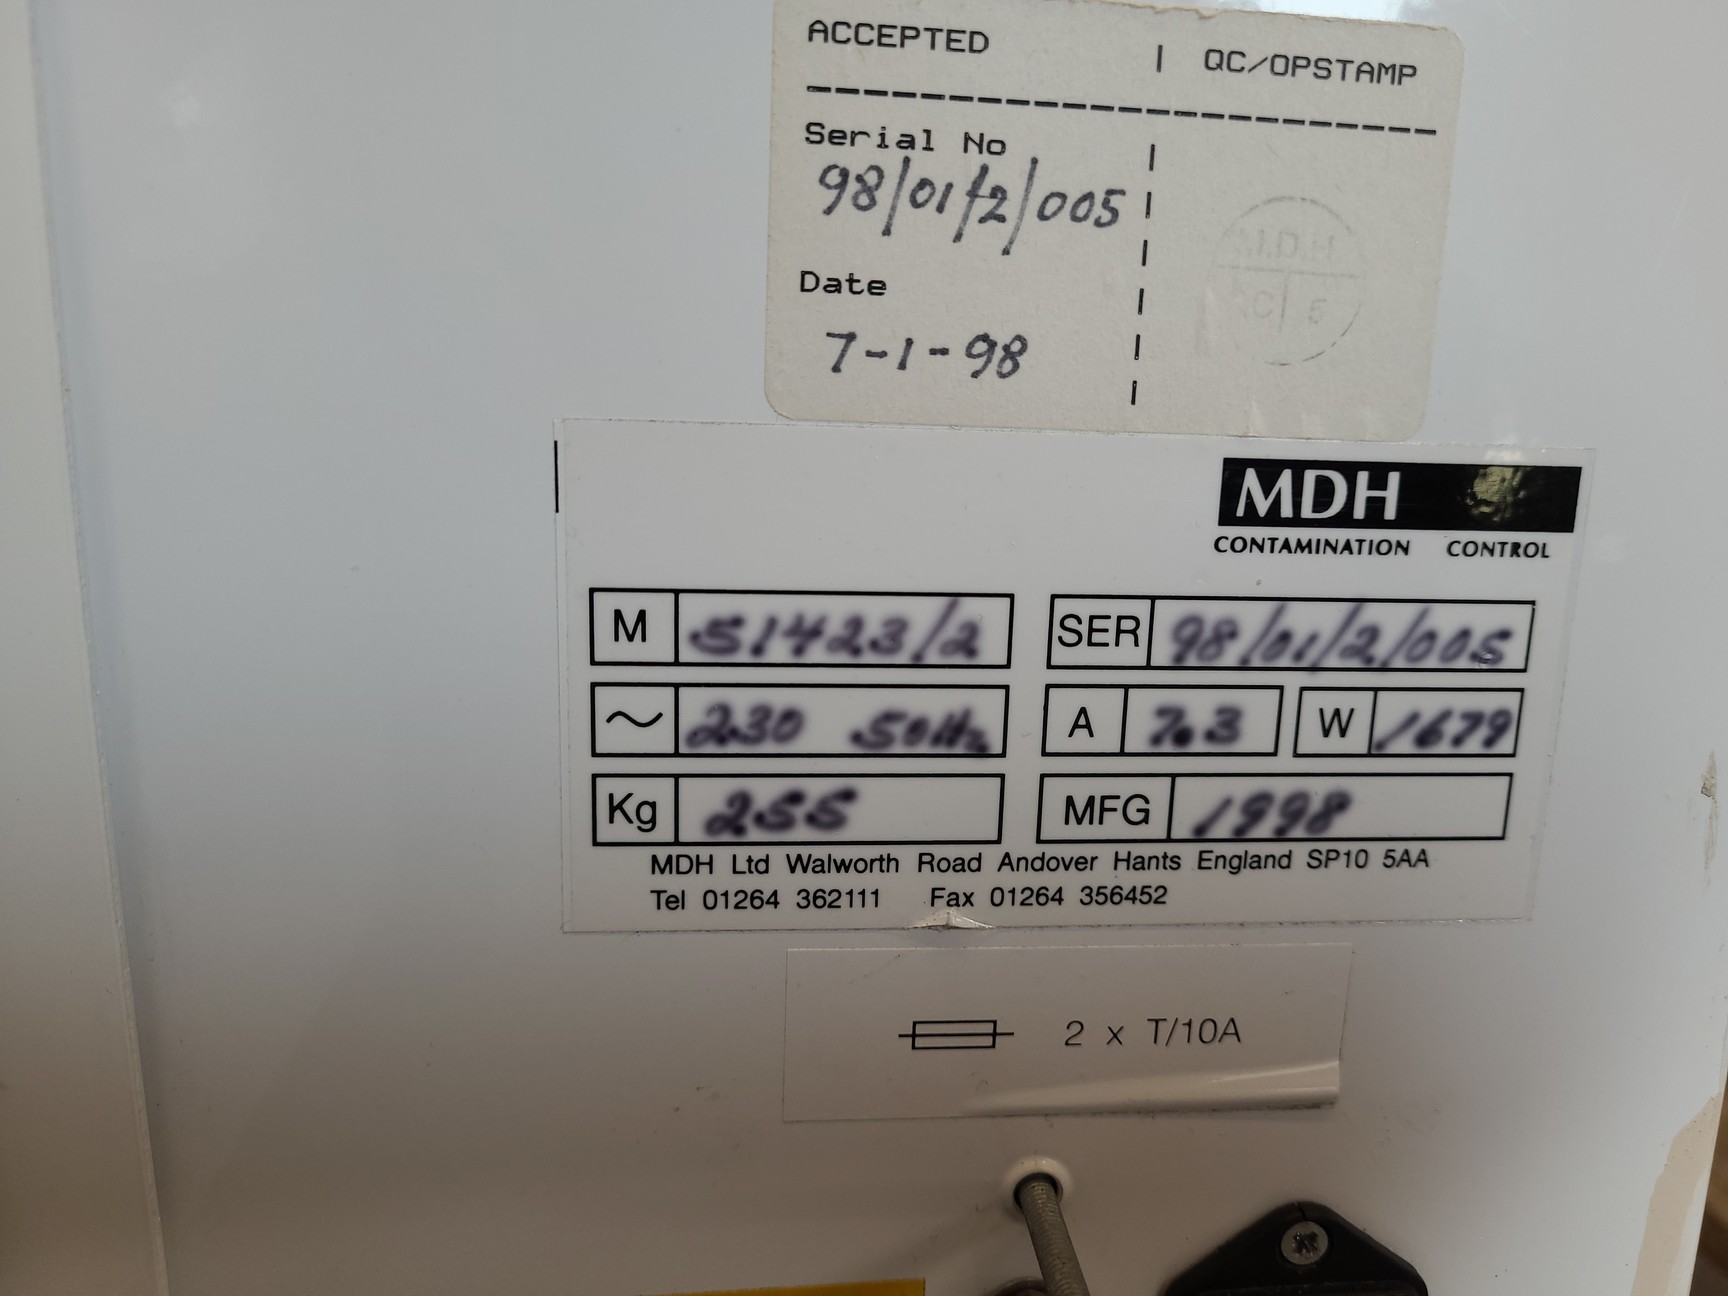 ACCEPTED | QC/OPSTAMP
Serial No
98/01/2/005
Date
7-1-98
MDH
CONTAMINATION CONTROL
M 51423/2 SER 98/01/2/005
~ 230 50Hz A 7.3 W 1679
Kg 255 MFG 1998
MDH Ltd Walworth Road Andover Hants England SP10 5AA
Tel 01264 362111 Fax 01264 356452
2 x T/10A